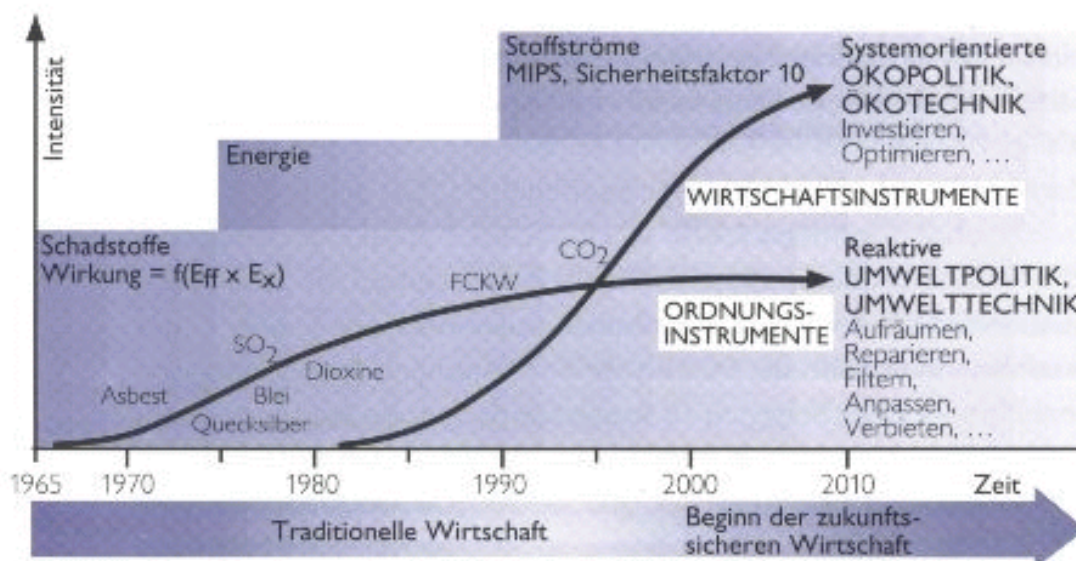 Intensität
Stoffströme
MIPS, Sicherheitsfaktor 10
Systemorientierte
ÖKOPOLITIK,
ÖKOTECHNIK
Investieren,
Optimieren, ...
Energie
WIRTSCHAFTSINSTRUMENTE
Schadstoffe
Wirkung = f(Eff x Ex)
CO2
FCKW
Reaktive
UMWELTPOLITIK,
UMWELTTECHNIK
Aufräumen,
Reparieren,
Filtern,
Anpassen,
Verbieten, ...
ORDNUNGS-
INSTRUMENTE
SO2
Dioxine
Asbest
Blei
Quecksilber
1965 1970 1980 1990 2000 2010 Zeit
Traditionelle Wirtschaft
Beginn der zukunfts-
sicheren Wirtschaft